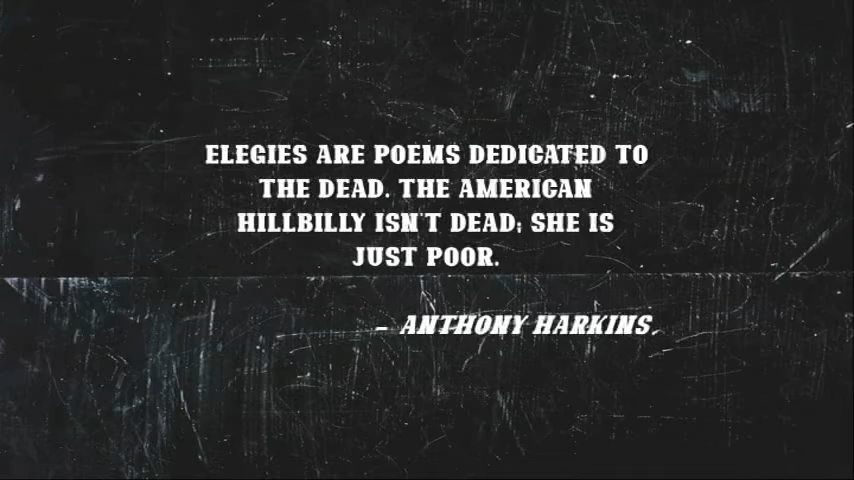 ELEGIES ARE POEMS DEDICATED TO
THE DEAD. THE AMERICAN
HILLBILLY ISN'T DEAD; SHE IS
JUST POOR.
- ANTHONY HARKINS.